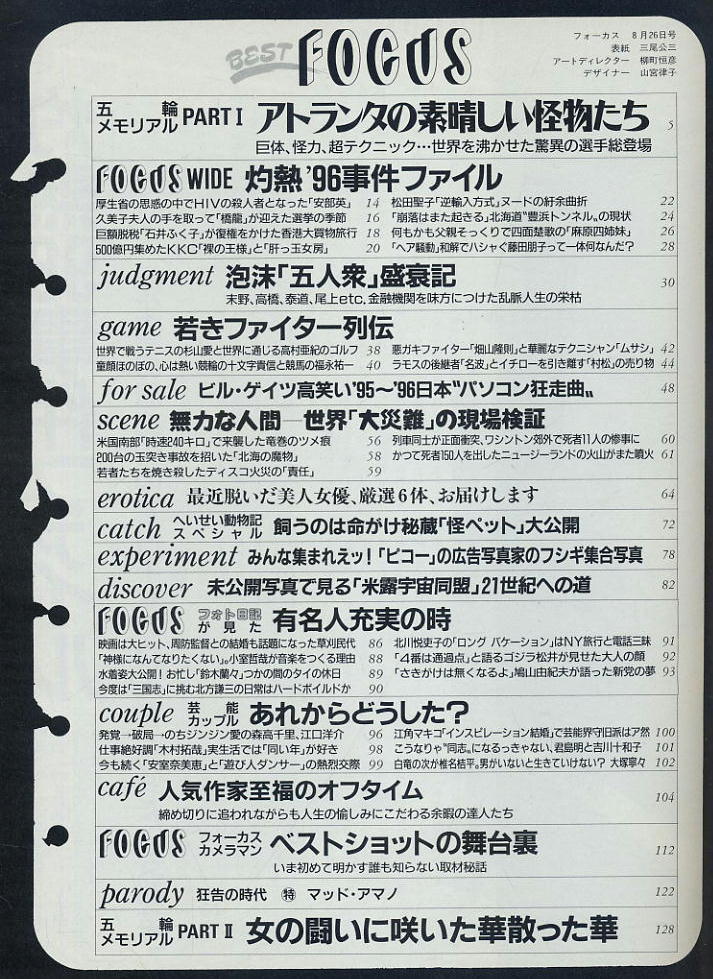 BEST FOCUS
フォーカス 8月26日号
表紙 三尾公三
アートディレクター 柳町恒彦
デザイナー 山宮律子
五輪メモリアル PART I アトランタの素晴しい怪物たち 5
巨体、怪力、超テクニック…世界を沸かせた驚異の選手総登場
FOCUS WIDE 灼熱'96事件ファイル
厚生省の思惑の中でHIVの殺人者となった「安部英」 14
久美子夫人の手を取って「橋龍」が迎えた選挙の季節 16
巨額脱税「石井ふく子」が復権をかけた香港大買物旅行 18
500億円集めたKKC「裸の王様」と「肝っ玉女房」 20
松田聖子「逆輸入方式」ヌードの紆余曲折 22
「崩落はまた起きる」北海道“豊浜トンネル〟の現状 24
何もかも父親そっくりで四面楚歌の「麻原四姉妹」 26
「ヘア騒動」和解でハシャぐ藤田朋子って一体何なんだ? 28
judgment 泡沫「五人衆」盛衰記 30
末野、高橋、泰道、尾上etc.金融機関を味方につけた乱脈人生の栄枯
game 若きファイター列伝
世界で戦うテニスの杉山愛と世界に通じる高村亜紀のゴルフ 38
童顔ほのぼの、心は熱い競輪の十文字貴信と競馬の福永祐一 40
悪ガキファイター「畑山隆則」と華麗なテクニシャン「ムサシ」 42
ラモスの後継者「名波」とイチローを引き離す「村松」の売り物 44
for sale ビル・ゲイツ高笑い'95〜'96日本“パソコン狂走曲〟 48
scene 無力な人間―世界「大災難」の現場検証
米国南部「時速240キロ」で来襲した竜巻のツメ痕 56
200台の玉突き事故を招いた「北海の魔物」 58
若者たちを焼き殺したディスコ火災の「責任」 59
列車同士が正面衝突、ワシントン郊外で死者11人の惨事に 60
かつて死者150人を出したニュージーランドの火山がまた噴火 61
erotica 最近脱いだ美人女優、厳選6体、お届けします 64
catch へいせい動物記スペシャル 飼うのは命がけ秘蔵「怪ペット」大公開 72
experiment みんな集まれえッ!「ピコー」の広告写真家のフシギ集合写真 78
discover 未公開写真で見る「米露宇宙同盟」21世紀への道 82
FOCUS フォト日記が見た 有名人充実の時
映画は大ヒット、周防監督との結婚も話題になった草刈民代 86
「神様になんてなりたくない」。小室哲哉が音楽をつくる理由 88
水着姿大公開!お忙し「鈴木蘭々」つかの間のタイの休日 89
今度は「三国志」に挑む北方謙三の日常はハードボイルドか 90
北川悦吏子の「ロング バケーション」はNY旅行と電話三昧 91
「4番は通過点」と語るゴジラ松井が見せた大人の顔 92
「さきがけは無くなるよ」鳩山由紀夫が語った新党の夢 93
couple 芸能カップル あれからどうした?
発覚→破局→のちジンジン愛の森高千里、江口洋介 96
仕事絶好調「木村拓哉」実生活では「同い年」が好き 98
今も続く「安室奈美恵」と「遊び人ダンサー」の熱烈交際 99
江角マキコ「インスピレーション結婚」で芸能界守旧派はア然 100
こうなりゃ“同志〟になるっきゃない、君島明と吉川十和子 101
白竜の次が椎名桔平。男がいないと生きていけない? 大塚寧々 102
café 人気作家至福のオフタイム 104
締め切りに追われながらも人生の愉しみにこだわる余暇の達人たち
FOCUS フォーカスカメラマン ベストショットの舞台裏 112
いま初めて明かす誰も知らない取材秘話
parody 狂告の時代 ㊕ マッド・アマノ 122
五輪メモリアル PART II 女の闘いに咲いた華散った華 128